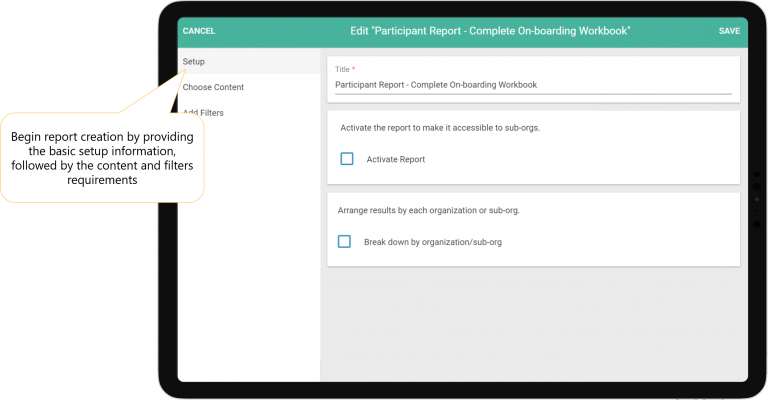 CANCEL
Edit "Participant Report - Complete On-boarding Workbook"
SAVE
Setup
Choose Content
Add Filters
Begin report creation by providing
the basic setup information,
followed by the content and filters
requirements
Title *
Participant Report - Complete On-boarding Workbook
Activate the report to make it accessible to sub-orgs.
Activate Report
Arrange results by each organization or sub-org.
Break down by organization/sub-org